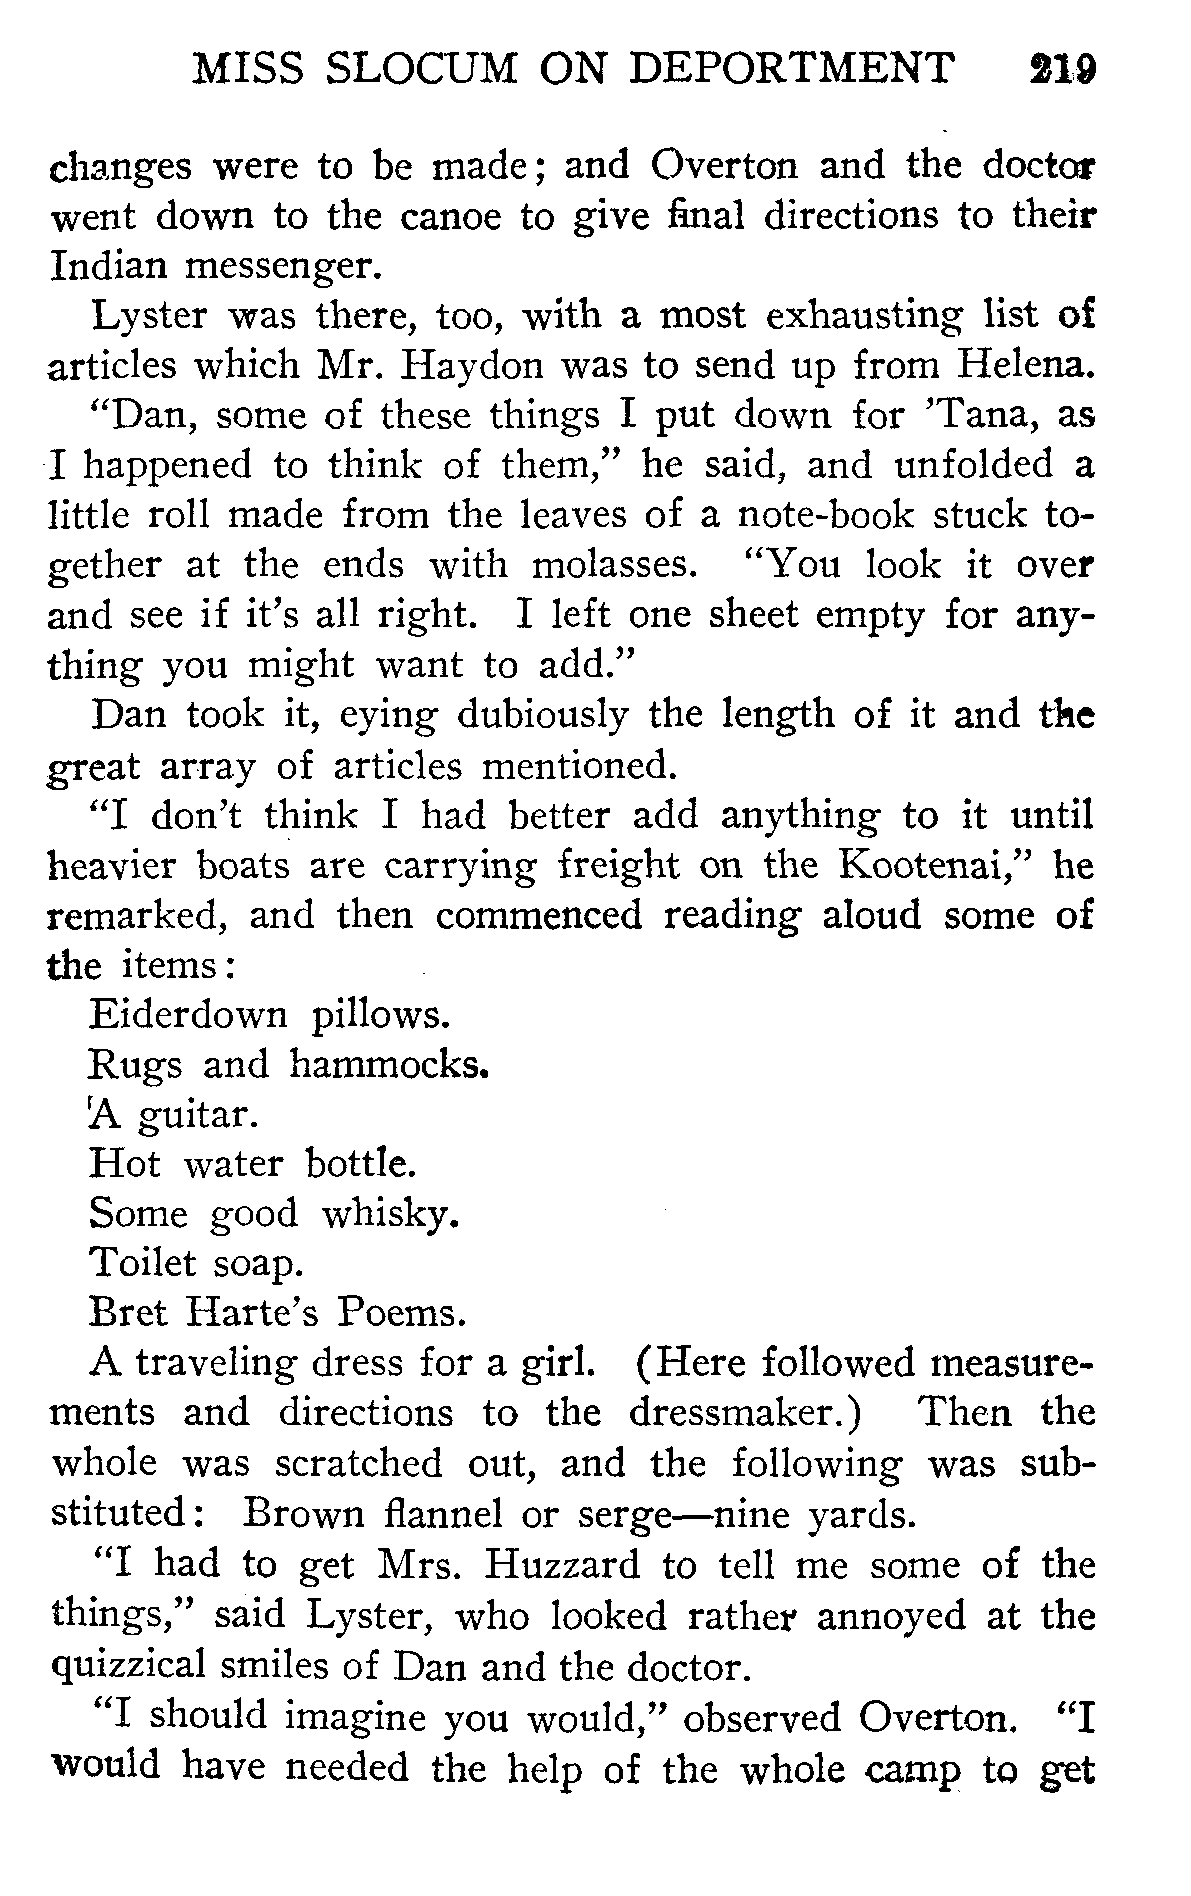 MISS SLOCUM ON DEPORTMENT 219
changes were to be made; and Overton and the doctor
went down to the canoe to give final directions to their
Indian messenger.
Lyster was there, too, with a most exhausting list of
articles which Mr. Haydon was to send up from Helena.
“Dan, some of these things I put down for ’Tana, as
I happened to think of them,” he said, and unfolded a
little roll made from the leaves of a note-book stuck to-
gether at the ends with molasses. “You look it over
and see if it’s all right. I left one sheet empty for any-
thing you might want to add.”
Dan took it, eying dubiously the length of it and the
great array of articles mentioned.
“I don’t think I had better add anything to it until
heavier boats are carrying freight on the Kootenai,” he
remarked, and then commenced reading aloud some of
the items:
Eiderdown pillows.
Rugs and hammocks.
A guitar.
Hot water bottle.
Some good whisky.
Toilet soap.
Bret Harte’s Poems.
A traveling dress for a girl. (Here followed measure-
ments and directions to the dressmaker.) Then the
whole was scratched out, and the following was sub-
stituted: Brown flannel or serge—nine yards.
“I had to get Mrs. Huzzard to tell me some of the
things,” said Lyster, who looked rather annoyed at the
quizzical smiles of Dan and the doctor.
“I should imagine you would,” observed Overton. “I
would have needed the help of the whole camp to get